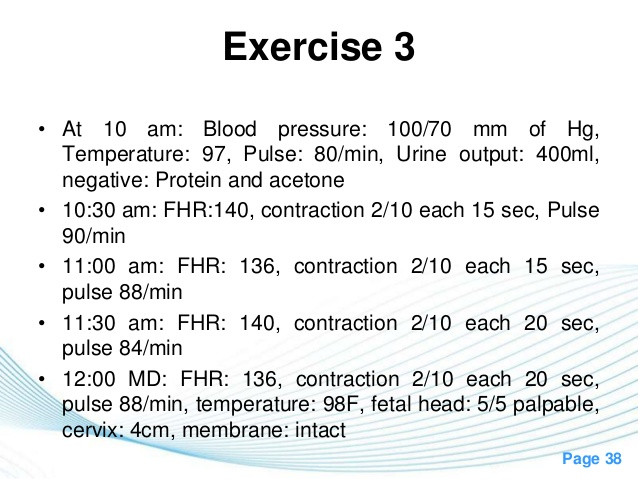 Exercise 3
• At 10 am: Blood pressure: 100/70 mm of Hg,
Temperature: 97, Pulse: 80/min, Urine output: 400ml,
negative: Protein and acetone
• 10:30 am: FHR:140, contraction 2/10 each 15 sec, Pulse
90/min
• 11:00 am: FHR: 136, contraction 2/10 each 15 sec,
pulse 88/min
• 11:30 am: FHR: 140, contraction 2/10 each 20 sec,
pulse 84/min
• 12:00 MD: FHR: 136, contraction 2/10 each 20 sec,
pulse 88/min, temperature: 98F, fetal head: 5/5 palpable,
cervix: 4cm, membrane: intact
Page 38